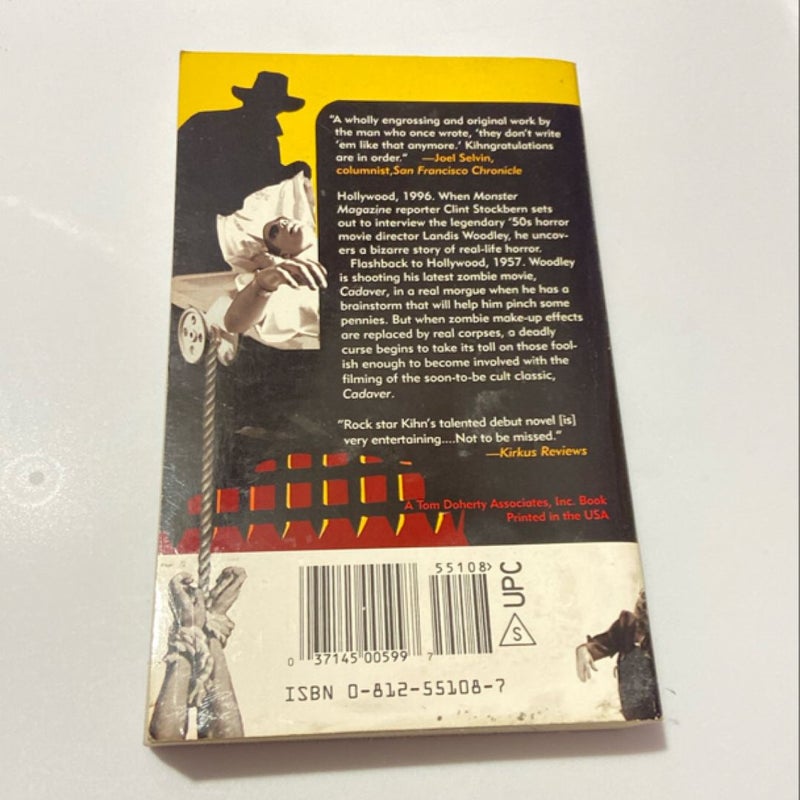 "A wholly engrossing and original work by
the man who once wrote, 'they don't write
'em like that anymore.' Kihngratulations
are in order." —Joel Selvin,
columnist, San Francisco Chronicle
Hollywood, 1996. When Monster
Magazine reporter Clint Stockbern sets
out to interview the legendary '50s horror
movie director Landis Woodley, he uncov-
ers a bizarre story of real-life horror.
Flashback to Hollywood, 1957. Woodley
is shooting his latest zombie movie,
Cadaver, in a real morgue when he has a
brainstorm that will help him pinch some
pennies. But when zombie make-up effects
are replaced by real corpses, a deadly
curse begins to take its toll on those fool-
ish enough to become involved with the
filming of the soon-to-be cult classic,
Cadaver.
"Rock star Kihn's talented debut novel [is]
very entertaining....Not to be missed."
—Kirkus Reviews
A Tom Doherty Associates, Inc. Book
Printed in the USA
55108>
UPC
S
0 37145 00599 7
ISBN 0-812-55108-7